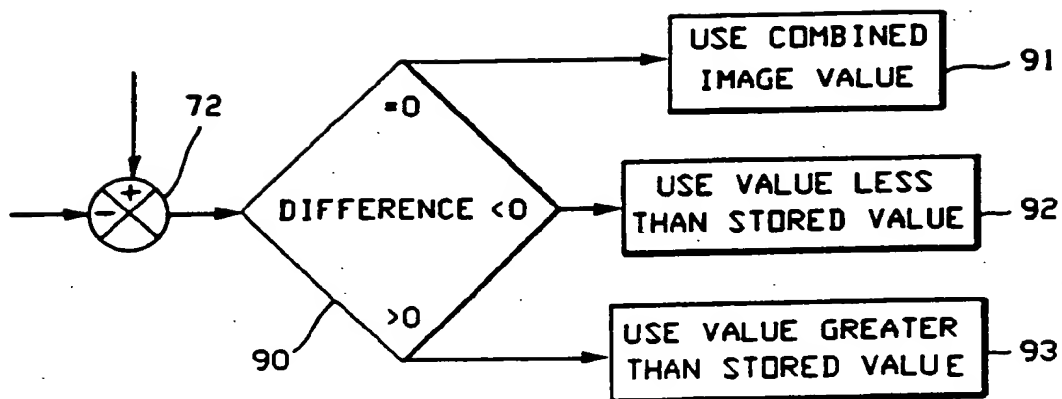 USE COMBINED
IMAGE VALUE
91
72
+
-
=0
DIFFERENCE <0
>0
90
USE VALUE LESS
THAN STORED VALUE
92
USE VALUE GREATER
THAN STORED VALUE
93